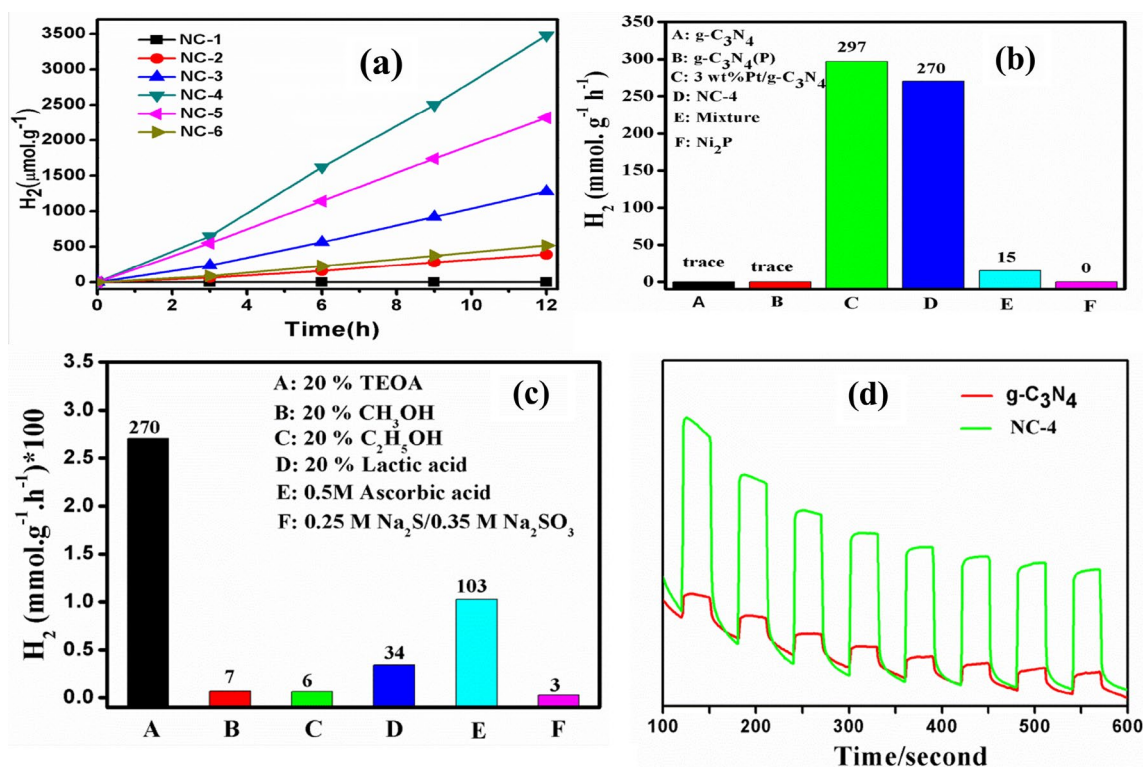 (a)
NC-1
NC-2
NC-3
NC-4
NC-5
NC-6
H₂(μmol.g⁻¹)
3500
3000
2500
2000
1500
1000
500
0
0 2 4 6 8 10 12
Time(h)
(b)
A: g-C₃N₄
B: g-C₃N₄(P)
C: 3 wt%Pt/g-C₃N₄
D: NC-4
E: Mixture
F: Ni₂P
H₂ (mmol. g⁻¹ h⁻¹)
350
300
250
200
150
100
50
0
trace trace 297 270 15 0
A B C D E F
(c)
A: 20 % TEOA
B: 20 % CH₃OH
C: 20 % C₂H₅OH
D: 20 % Lactic acid
E: 0.5M Ascorbic acid
F: 0.25 M Na₂S/0.35 M Na₂SO₃
H₂ (mmol.g⁻¹.h⁻¹)*100
3.5
3.0
2.5
2.0
1.5
1.0
0.5
0.0
270 7 6 34 103 3
A B C D E F
(d)
g-C₃N₄
NC-4
100 200 300 400 500 600
Time/second